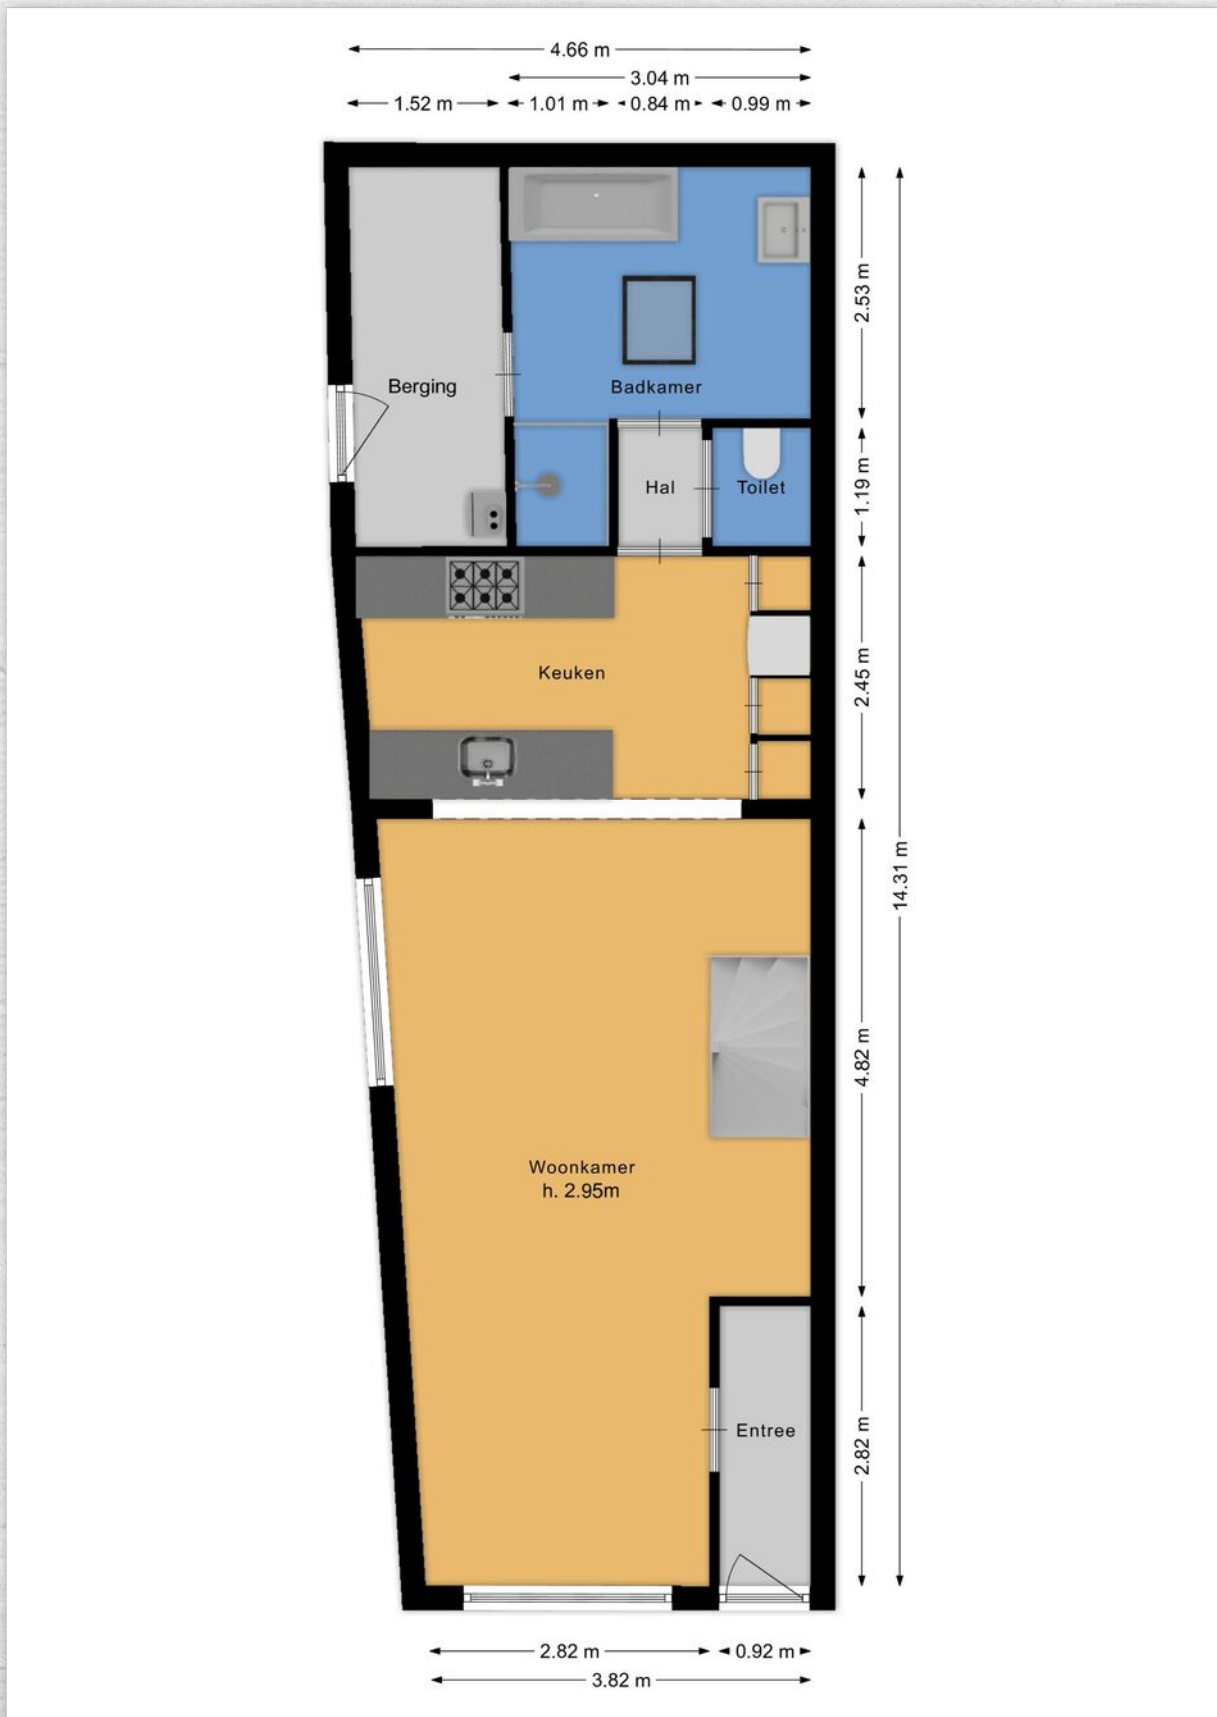 4.66 m
3.04 m
1.52 m
1.01 m
0.84 m
0.99 m
2.53 m
Berging
Badkamer
1.19 m
Hal
Toilet
2.45 m
Keuken
14.31 m
4.82 m
Woonkamer
h. 2.95m
2.82 m
Entree
2.82 m
0.92 m
3.82 m